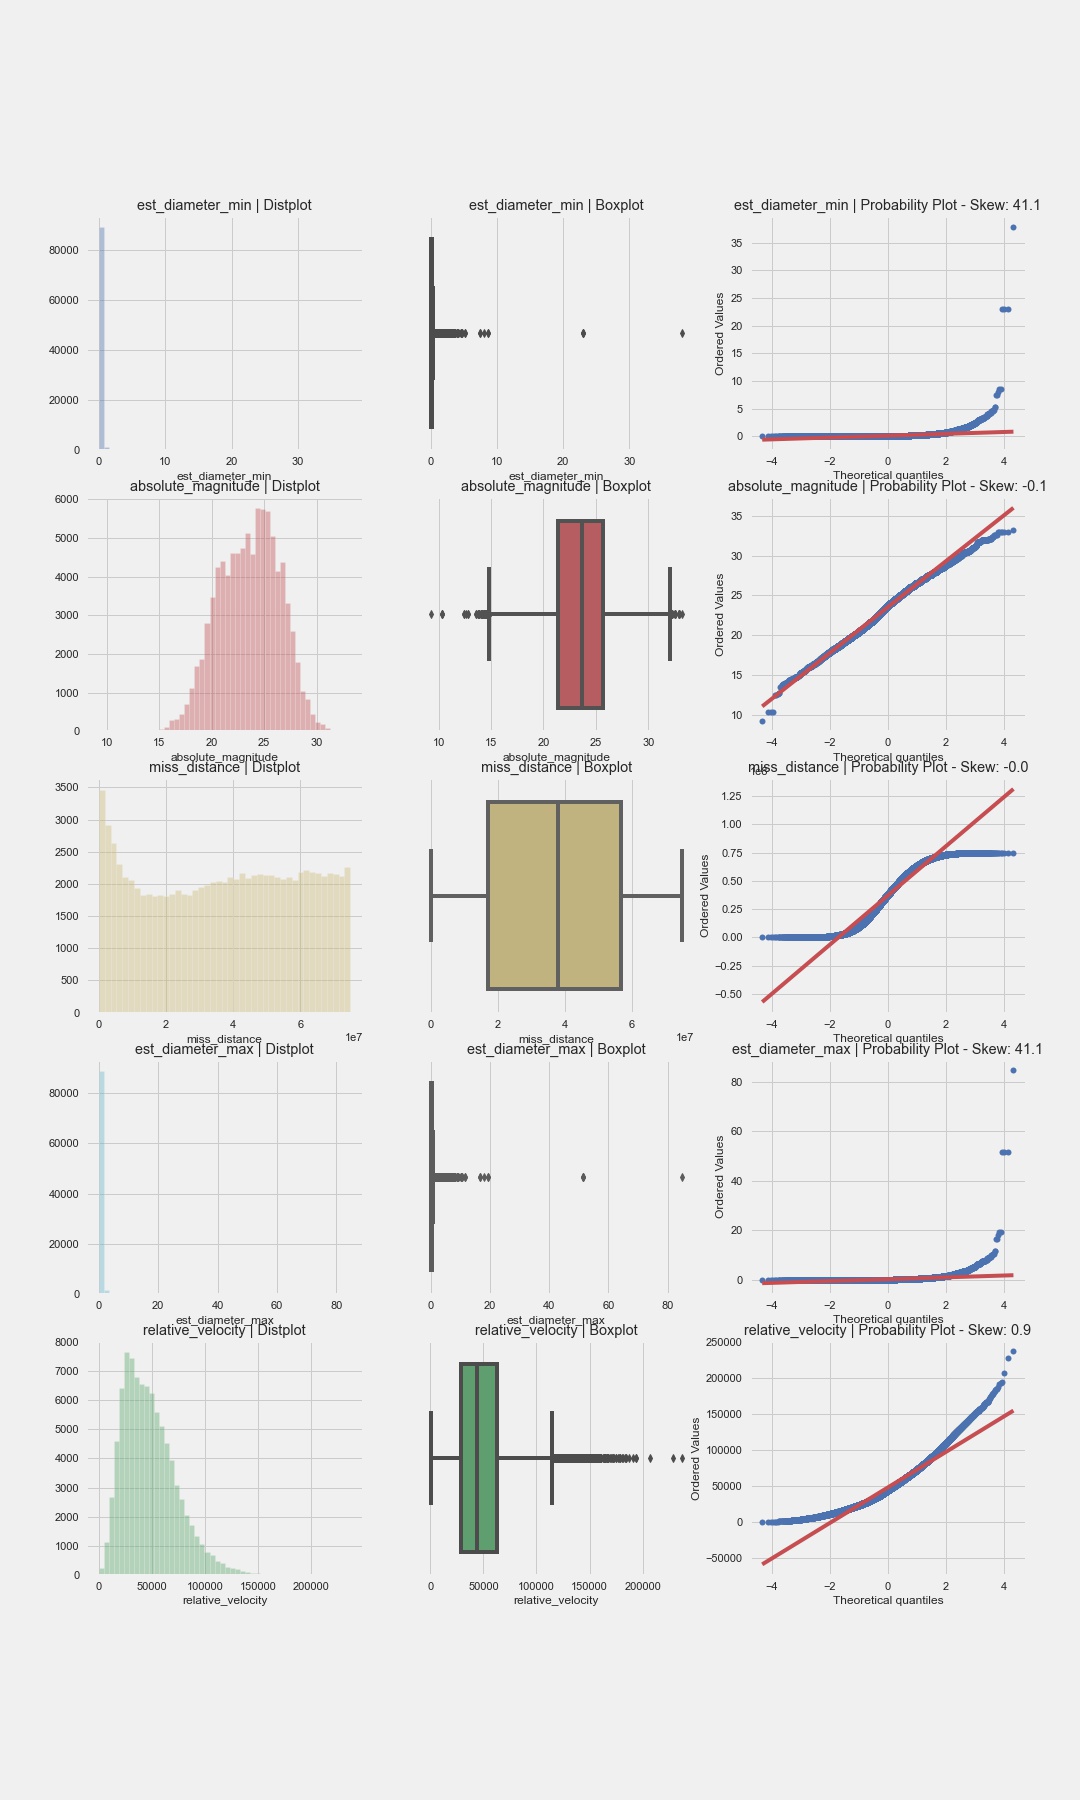 est_diameter_min | Distplot
80000
60000
40000
20000
0
0 10 20 30
est_diameter_min
est_diameter_min | Boxplot
0 10 20 30
est_diameter_min
est_diameter_min | Probability Plot - Skew: 41.1
Ordered Values
35
30
25
20
15
10
5
0
−4 −2 0 2 4
Theoretical quantiles
absolute_magnitude | Distplot
6000
5000
4000
3000
2000
1000
0
10 15 20 25 30
absolute_magnitude
absolute_magnitude | Boxplot
10 15 20 25 30
absolute_magnitude
absolute_magnitude | Probability Plot - Skew: -0.1
Ordered Values
35
30
25
20
15
10
−4 −2 0 2 4
Theoretical quantiles
miss_distance | Distplot
3500
3000
2500
2000
1500
1000
500
0
0 2 4 6
1e7
miss_distance
miss_distance | Boxplot
0 2 4 6
1e7
miss_distance
miss_distance | Probability Plot - Skew: -0.0
1e8
Ordered Values
1.25
1.00
0.75
0.50
0.25
0.00
−0.25
−0.50
−4 −2 0 2 4
Theoretical quantiles
est_diameter_max | Distplot
80000
60000
40000
20000
0
0 20 40 60 80
est_diameter_max
est_diameter_max | Boxplot
0 20 40 60 80
est_diameter_max
est_diameter_max | Probability Plot - Skew: 41.1
Ordered Values
80
60
40
20
0
−4 −2 0 2 4
Theoretical quantiles
relative_velocity | Distplot
8000
7000
6000
5000
4000
3000
2000
1000
0
0 50000 100000 150000 200000
relative_velocity
relative_velocity | Boxplot
0 50000 100000 150000 200000
relative_velocity
relative_velocity | Probability Plot - Skew: 0.9
Ordered Values
250000
200000
150000
100000
50000
0
−50000
−4 −2 0 2 4
Theoretical quantiles